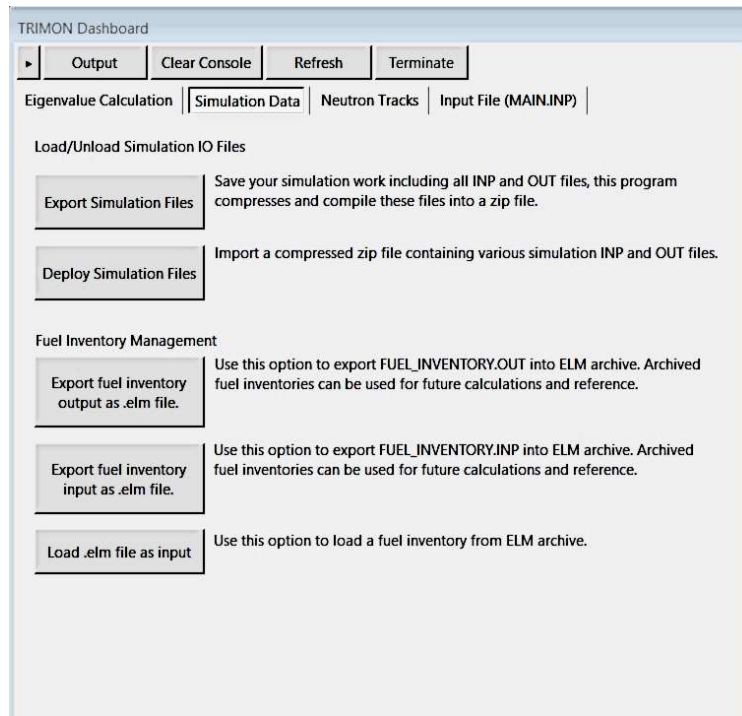 TRIMON Dashboard
Output Clear Console Refresh Terminate
Eigenvalue Calculation Simulation Data Neutron Tracks Input File (MAIN.INP)
Load/Unload Simulation IO Files
Export Simulation Files
Save your simulation work including all INP and OUT files, this program
compresses and compile these files into a zip file.
Deploy Simulation Files
Import a compressed zip file containing various simulation INP and OUT files.
Fuel Inventory Management
Export fuel inventory
output as .elm file.
Use this option to export FUEL_INVENTORY.OUT into ELM archive. Archived
fuel inventories can be used for future calculations and reference.
Export fuel inventory
input as .elm file.
Use this option to export FUEL_INVENTORY.INP into ELM archive. Archived
fuel inventories can be used for future calculations and reference.
Load .elm file as input
Use this option to load a fuel inventory from ELM archive.